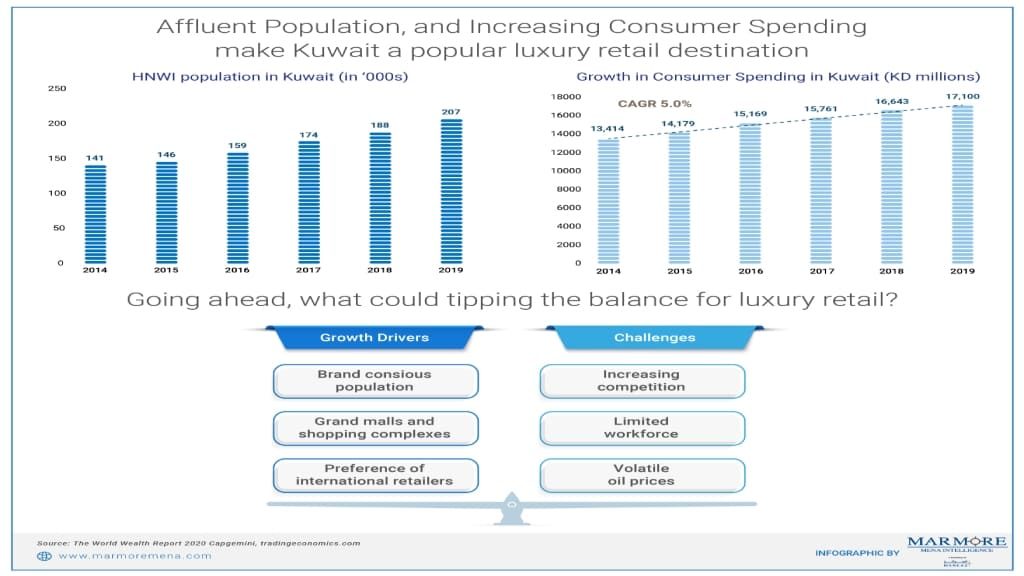 Affluent Population, and Increasing Consumer Spending
make Kuwait a popular luxury retail destination
HNWI population in Kuwait (in ‘000s)
250
200
150
100
50
0
141
146
159
174
188
207
2014
2015
2016
2017
2018
2019
Growth in Consumer Spending in Kuwait (KD millions)
CAGR 5.0%
18000
16000
14000
12000
10000
8000
6000
4000
2000
0
13,414
14,179
15,169
15,761
16,643
17,100
2014
2015
2016
2017
2018
2019
Going ahead, what could tipping the balance for luxury retail?
Growth Drivers
Brand consious
population
Grand malls and
shopping complexes
Preference of
international retailers
Challenges
Increasing
competition
Limited
workforce
Volatile
oil prices
Source: The World Wealth Report 2020 Capgemini, tradingeconomics.com
www.marmoremena.com
INFOGRAPHIC BY
MARMORE
MENA INTELLIGENCE